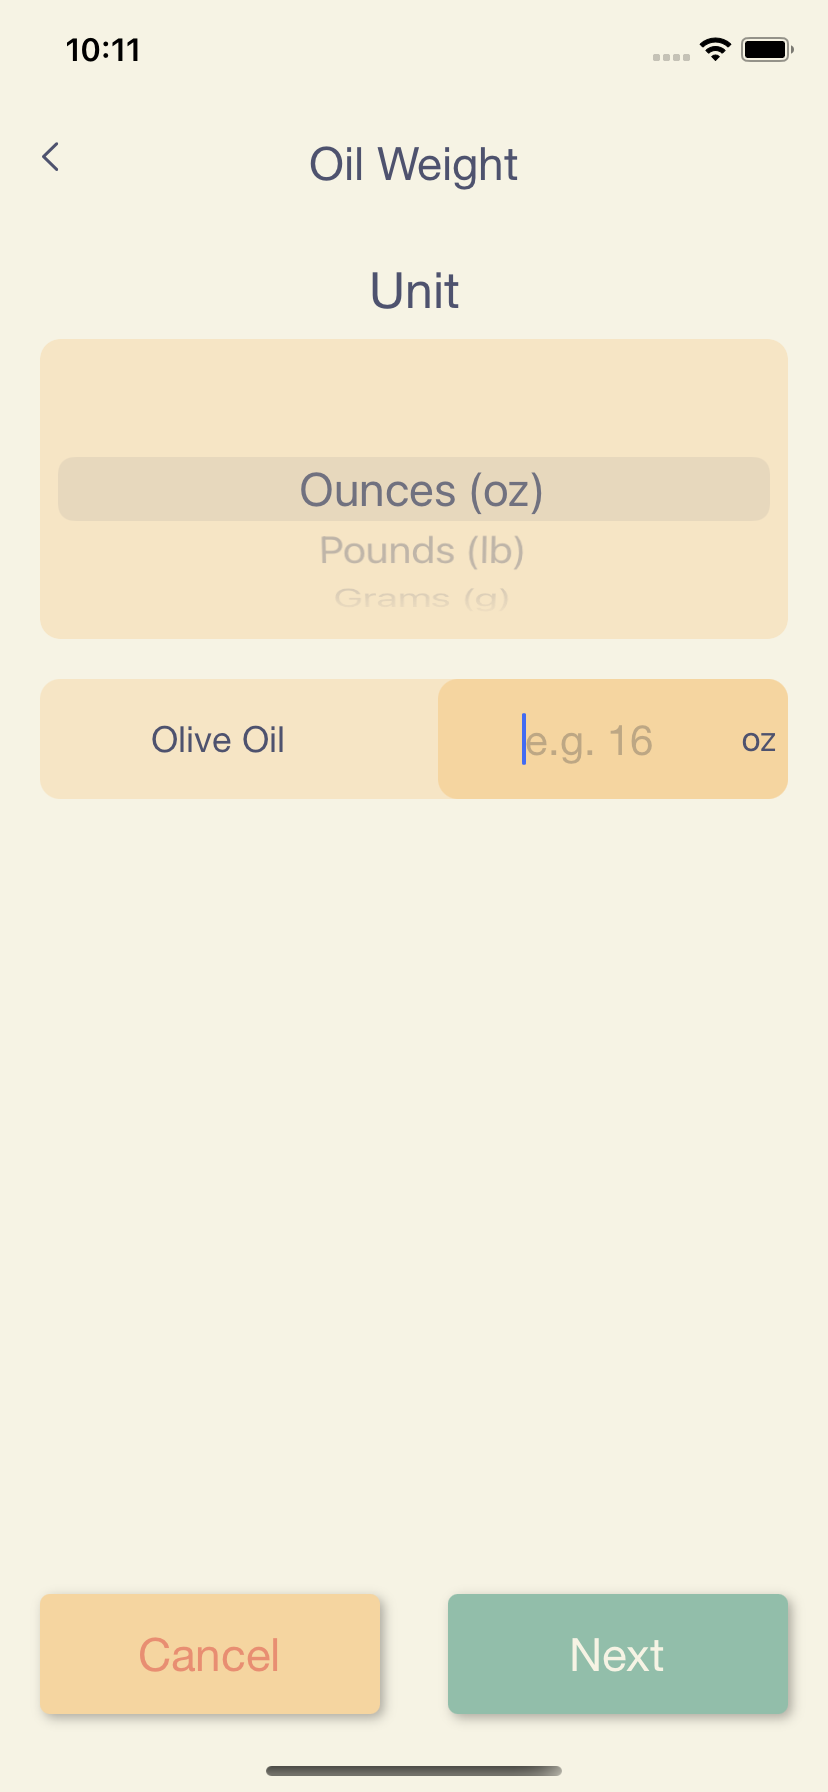 10:11
Oil Weight
Unit
Ounces (oz)
Pounds (lb)
Grams (g)
Olive Oil
e.g. 16
oz
Cancel
Next